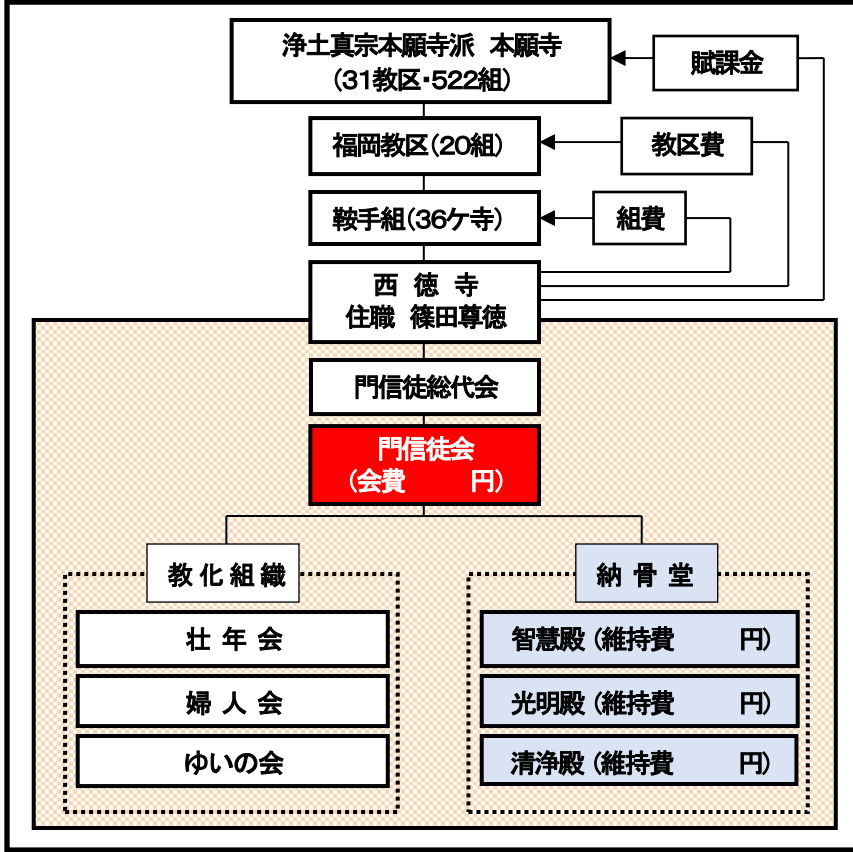 浄土真宗本願寺派 本願寺
(31教区・522組)
賦課金
福岡教区(20組)
教区費
鞍手組(36ケ寺)
組費
西 徳 寺
住職 篠田尊徳
門信徒総代会
門信徒会
(会費 円)
教化組織
納骨堂
壮年会
智慧殿(維持費 円)
婦人会
光明殿(維持費 円)
ゆいの会
清浄殿(維持費 円)